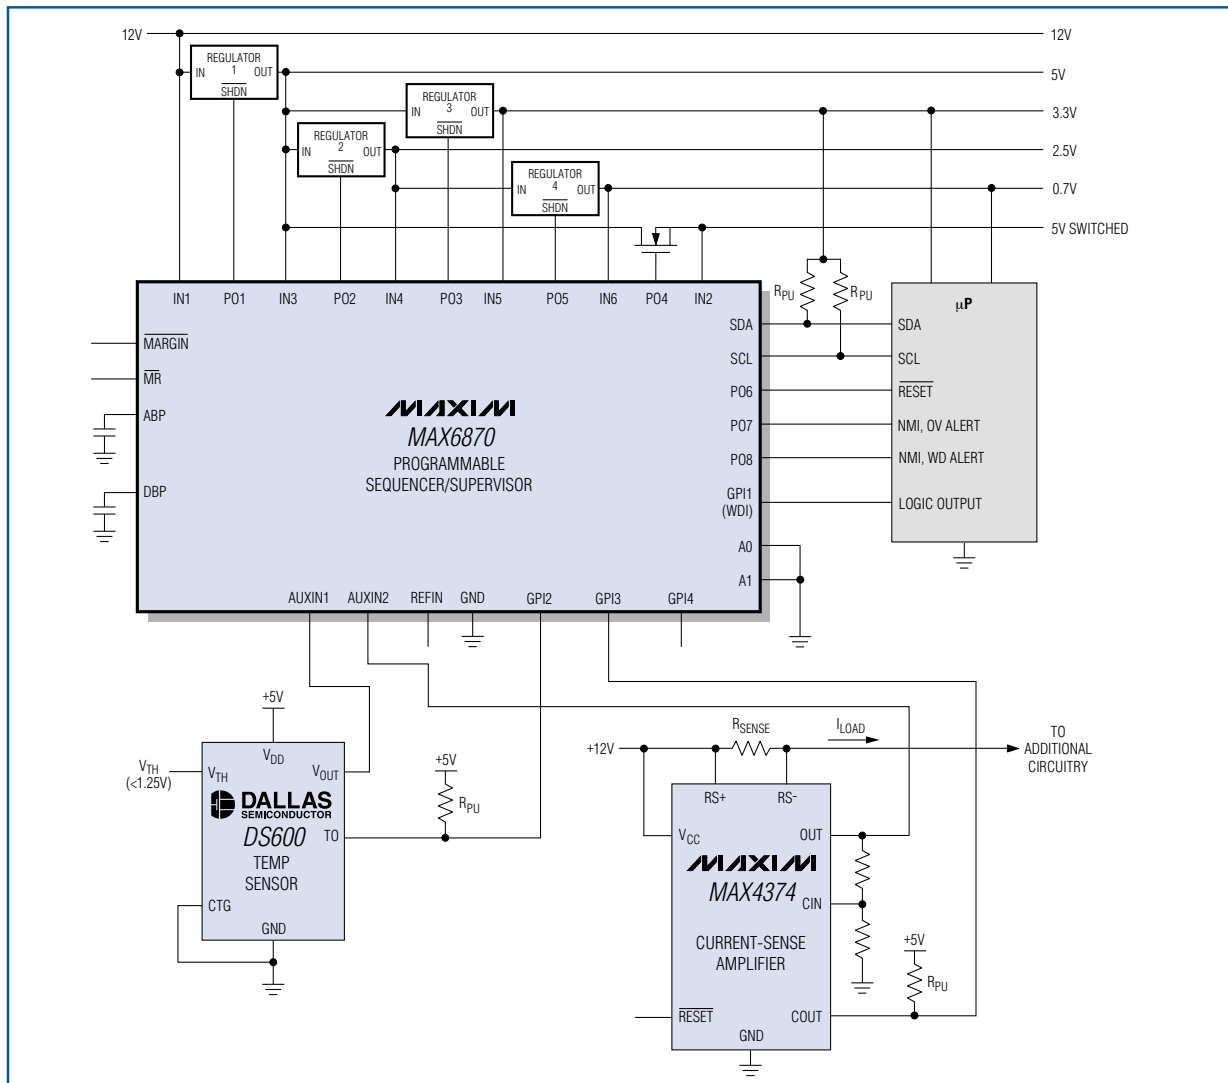 12V
12V
REGULATOR
1
IN
OUT
SHDN
5V
REGULATOR
3
IN
OUT
SHDN
3.3V
REGULATOR
2
IN
OUT
SHDN
2.5V
REGULATOR
4
IN
OUT
SHDN
0.7V
5V SWITCHED
IN1
PO1
IN3
PO2
IN4
PO3
IN5
PO5
IN6
PO4
IN2
RPU
RPU
µP
MARGIN
MR
ABP
DBP
MAXIM
MAX6870
PROGRAMMABLE
SEQUENCER/SUPERVISOR
SDA
SCL
PO6
PO7
PO8
GPI1
(WDI)
A0
A1
SDA
SCL
RESET
NMI, OV ALERT
NMI, WD ALERT
LOGIC OUTPUT
AUXIN1
AUXIN2
REFIN
GND
GPI2
GPI3
GPI4
+5V
VTH
(<1.25V)
VDD
VTH
VOUT
DALLAS
SEMICONDUCTOR
DS600
TEMP
SENSOR
TO
CTG
GND
+5V
RPU
+12V
RSENSE
ILOAD
TO
ADDITIONAL
CIRCUITRY
RS+
RS-
VCC
OUT
MAXIM
MAX4374
CIN
CURRENT-SENSE
AMPLIFIER
+5V
RPU
RESET
COUT
GND